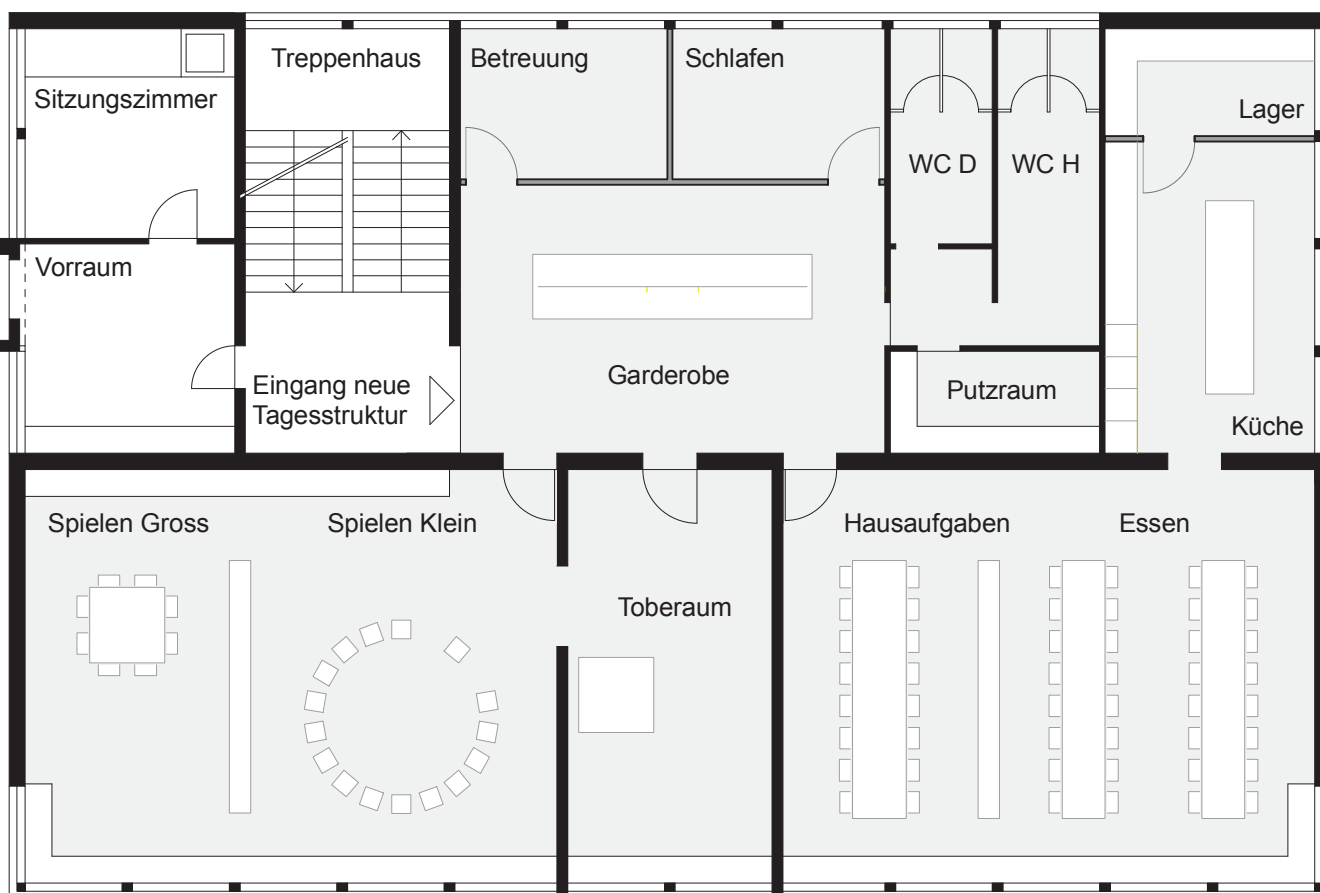 Treppenhaus
Betreuung
Schlafen
Sitzungszimmer
Lager
WC D
WC H
Vorraum
Eingang neue
Tagesstruktur
Garderobe
Putzraum
Küche
Spielen Gross
Spielen Klein
Hausaufgaben
Essen
Toberaum